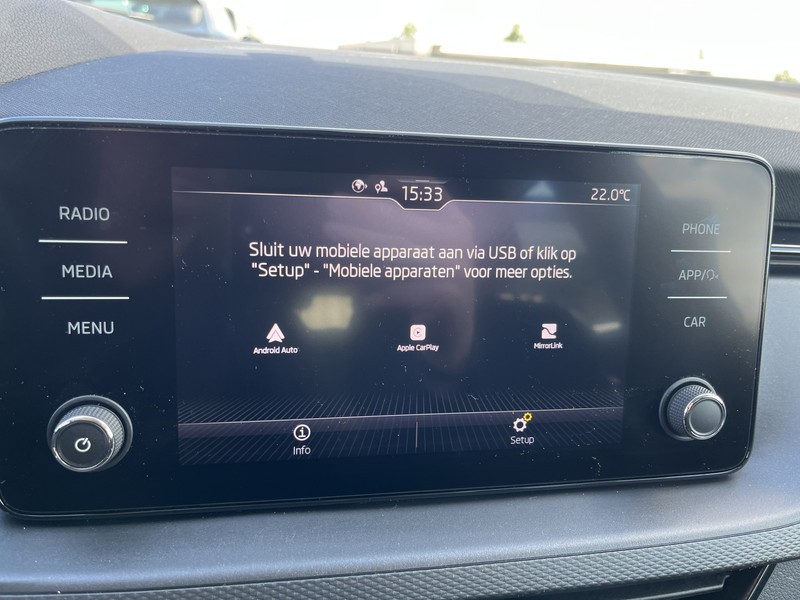 15:33
22.0°C
RADIO
MEDIA
MENU
Sluit uw mobiele apparaat aan via USB of klik op
"Setup" - "Mobiele apparaten" voor meer opties.
Android Auto
Apple CarPlay
MirrorLink
Info
Setup
PHONE
APP/
CAR